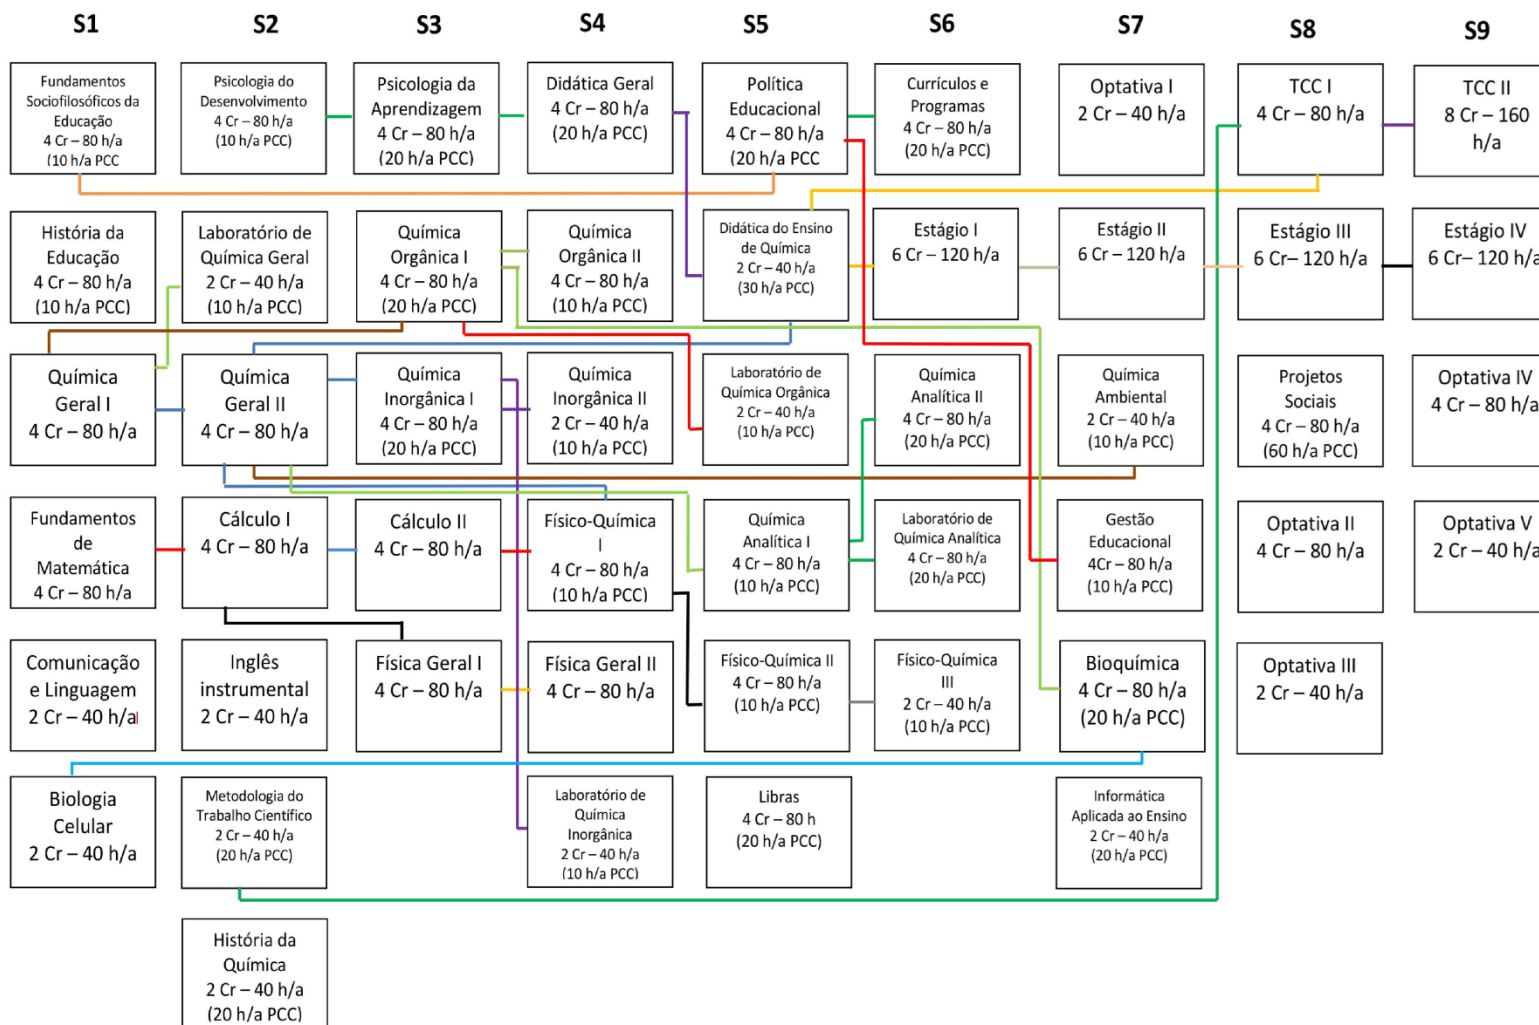 S1 S2 S3 S4 S5 S6 S7 S8 S9
Fundamentos
Sociofilosóficos da
Educação
4 Cr – 80 h/a
(10 h/a PCC
Psicologia do
Desenvolvimento
4 Cr – 80 h/a
(10 h/a PCC)
Psicologia da
Aprendizagem
4 Cr – 80 h/a
(20 h/a PCC)
Didática Geral
4 Cr – 80 h/a
(20 h/a PCC)
Política
Educacional
4 Cr – 80 h/a
(20 h/a PCC
Currículos e
Programas
4 Cr – 80 h/a
(20 h/a PCC)
Optativa I
2 Cr – 40 h/a
TCC I
4 Cr – 80 h/a
TCC II
8 Cr – 160
h/a
História da
Educação
4 Cr – 80 h/a
(10 h/a PCC)
Laboratório de
Química Geral
2 Cr – 40 h/a
(10 h/a PCC)
Química
Orgânica I
4 Cr – 80 h/a
(20 h/a PCC)
Química
Orgânica II
4 Cr – 80 h/a
(10 h/a PCC)
Didática do Ensino
de Química
2 Cr – 40 h/a
(30 h/a PCC)
Estágio I
6 Cr – 120 h/a
Estágio II
6 Cr – 120 h/a
Estágio III
6 Cr– 120 h/a
Estágio IV
6 Cr– 120 h/a
Química
Geral I
4 Cr – 80 h/a
Química
Geral II
4 Cr – 80 h/a
Química
Inorgânica I
4 Cr – 80 h/a
(20 h/a PCC)
Química
Inorgânica II
2 Cr – 40 h/a
(10 h/a PCC)
Laboratório de
Química Orgânica
2 Cr – 40 h/a
(10 h/a PCC)
Química
Analítica II
4 Cr – 80 h/a
(20 h/a PCC)
Química
Ambiental
2 Cr – 40 h/a
(10 h/a PCC)
Projetos
Sociais
4 Cr – 80 h/a
(60 h/a PCC)
Optativa IV
4 Cr – 80 h/a
Fundamentos
de
Matemática
4 Cr – 80 h/a
Cálculo I
4 Cr – 80 h/a
Cálculo II
4 Cr – 80 h/a
Físico-Química
I
4 Cr – 80 h/a
(10 h/a PCC)
Química
Analítica I
4 Cr – 80 h/a
(10 h/a PCC)
Laboratório de
Química Analítica
4 Cr – 80 h/a
(20 h/a PCC)
Gestão
Educacional
4Cr – 80 h/a
(10 h/a PCC)
Optativa II
4 Cr – 80 h/a
Optativa V
2 Cr – 40 h/a
Comunicação
e Linguagem
2 Cr – 40 h/a
Inglês
instrumental
2 Cr – 40 h/a
Física Geral I
4 Cr – 80 h/a
Física Geral II
4 Cr – 80 h/a
Físico-Química II
4 Cr – 80 h/a
(10 h/a PCC)
Físico-Química
III
2 Cr – 40 h/a
(10 h/a PCC)
Bioquímica
4 Cr – 80 h/a
(20 h/a PCC)
Optativa III
2 Cr – 40 h/a
Biologia
Celular
2 Cr – 40 h/a
Metodologia do
Trabalho Científico
2 Cr – 40 h/a
(20 h/a PCC)
Laboratório de
Química
Inorgânica
2 Cr – 40 h/a
(10 h/a PCC)
Libras
4 Cr – 80 h
(20 h/a PCC)
Informática
Aplicada ao Ensino
2 Cr – 40 h/a
(20 h/a PCC)
História da
Química
2 Cr – 40 h/a
(20 h/a PCC)